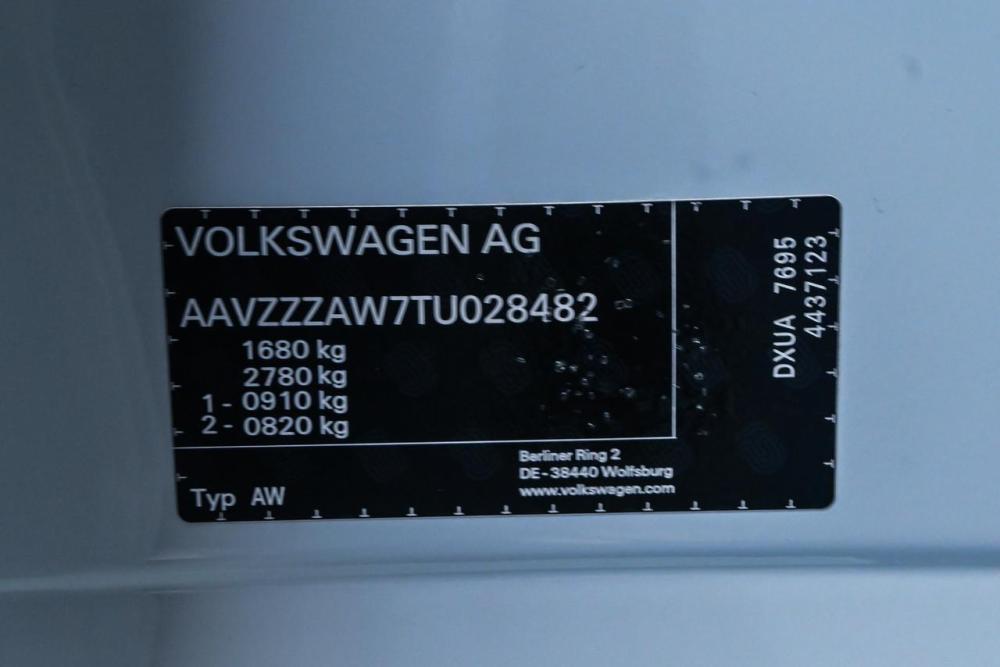 VOLKSWAGEN AG
AAVZZZAW7TU028482
1680 kg
2780 kg
1 - 0910 kg
2 - 0820 kg
Typ AW
Berliner Ring 2
DE-38440 Wolfsburg
www.volkswagen.com
DXUA 7695
4437123